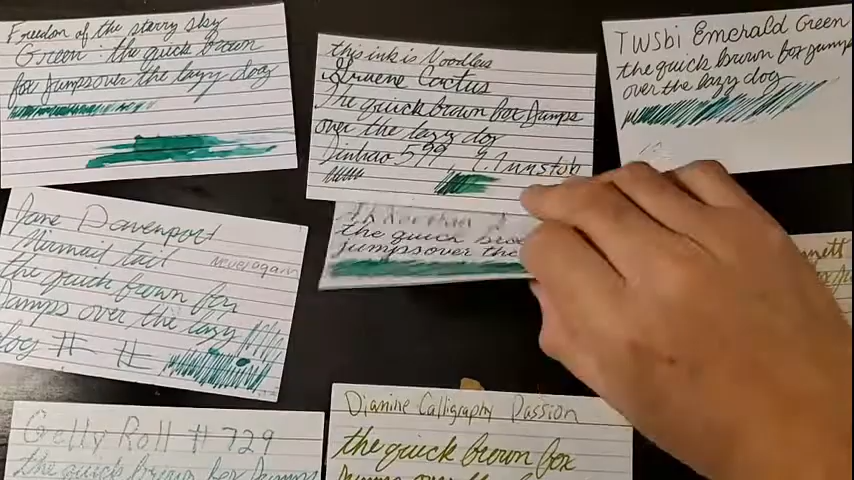 Freedom of the starry sky
Green: the quick brown
fox jumps over the lazy dog
this ink is Noodlers
Gruene Cactus
The quick brown fox Jumps
over the lazy dog
Jinhao 599
TWSbi Emerald Green
the quick brown fox jumps
over the lazy dog
the quick
jumps over the
Jane Davenport
Mirmaid tail
never again
the quick brown fox
Jumps over the lazy
dog
Gelly Roll # 729
the quick brown fox Jumps
Diamine Calligraphy Passion
the quick brown fox